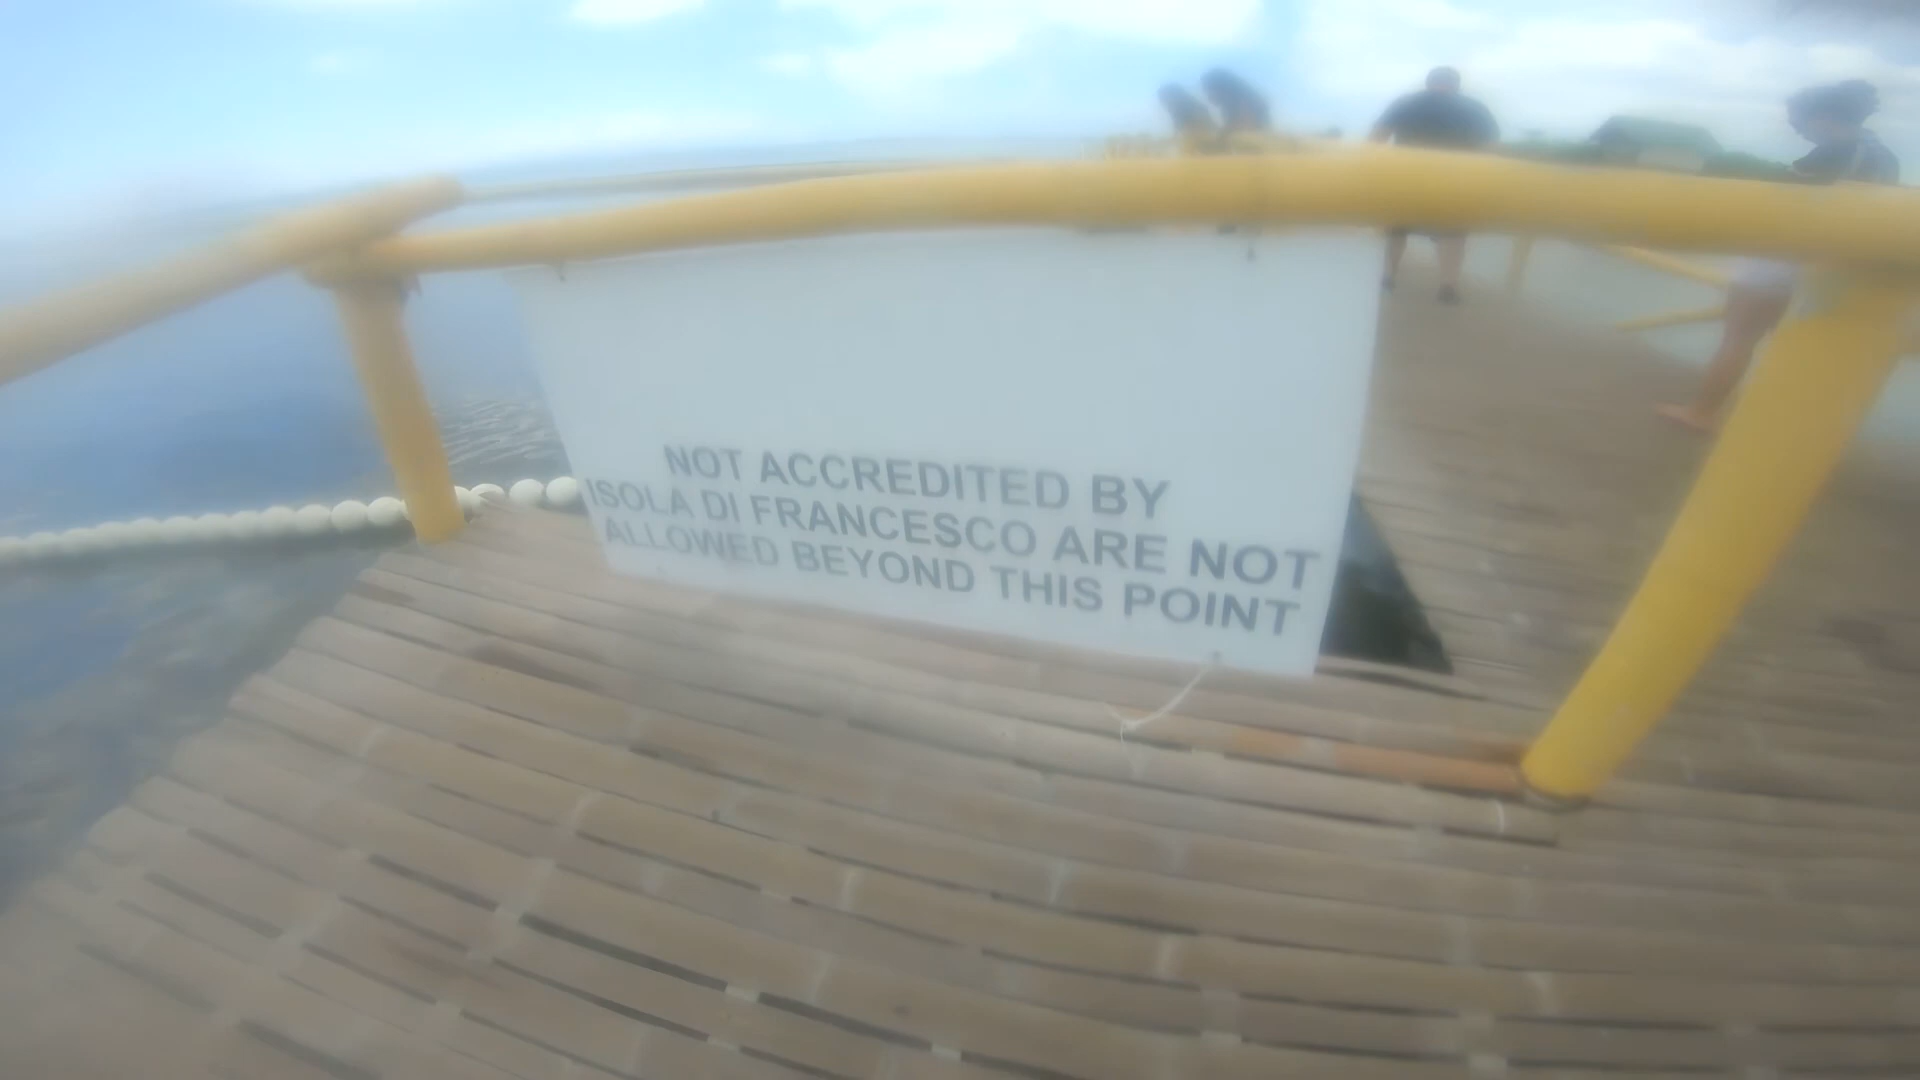 NOT ACCREDITED BY
ISOLA DI FRANCESCO ARE NOT
ALLOWED BEYOND THIS POINT